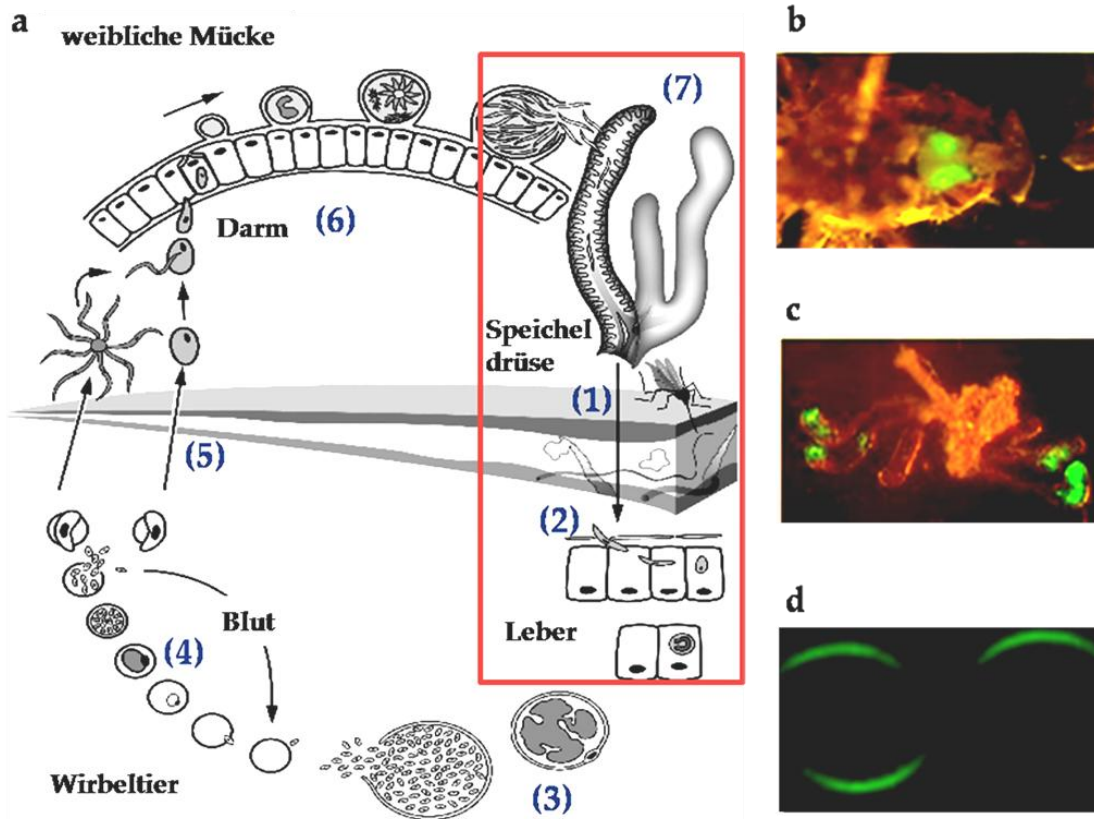 a
weibliche Mücke
(7)
Darm
(6)
Speichel
drüse
(1)
(5)
(2)
Blut
(4)
Leber
Wirbeltier
(3)
b
c
d